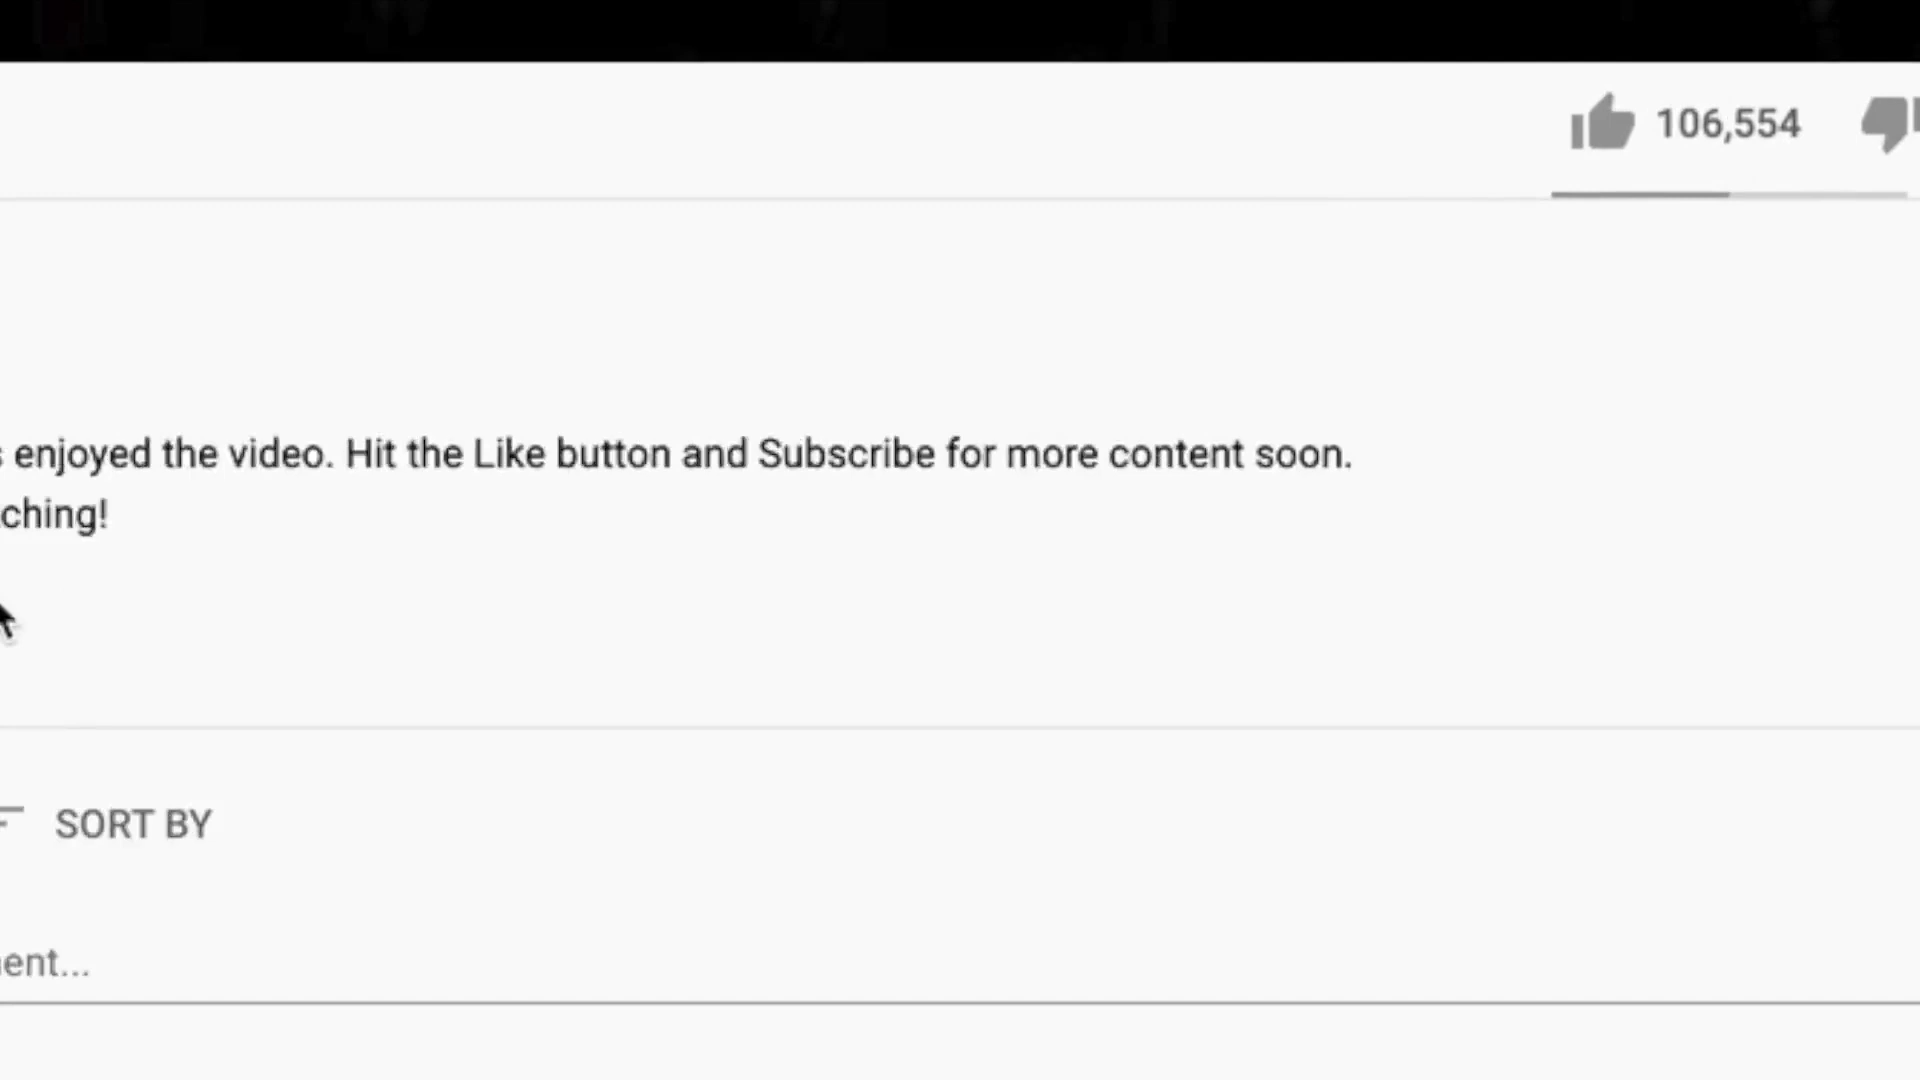 106,554
enjoyed the video. Hit the Like button and Subscribe for more content soon.
ching!
SORT BY
ent...